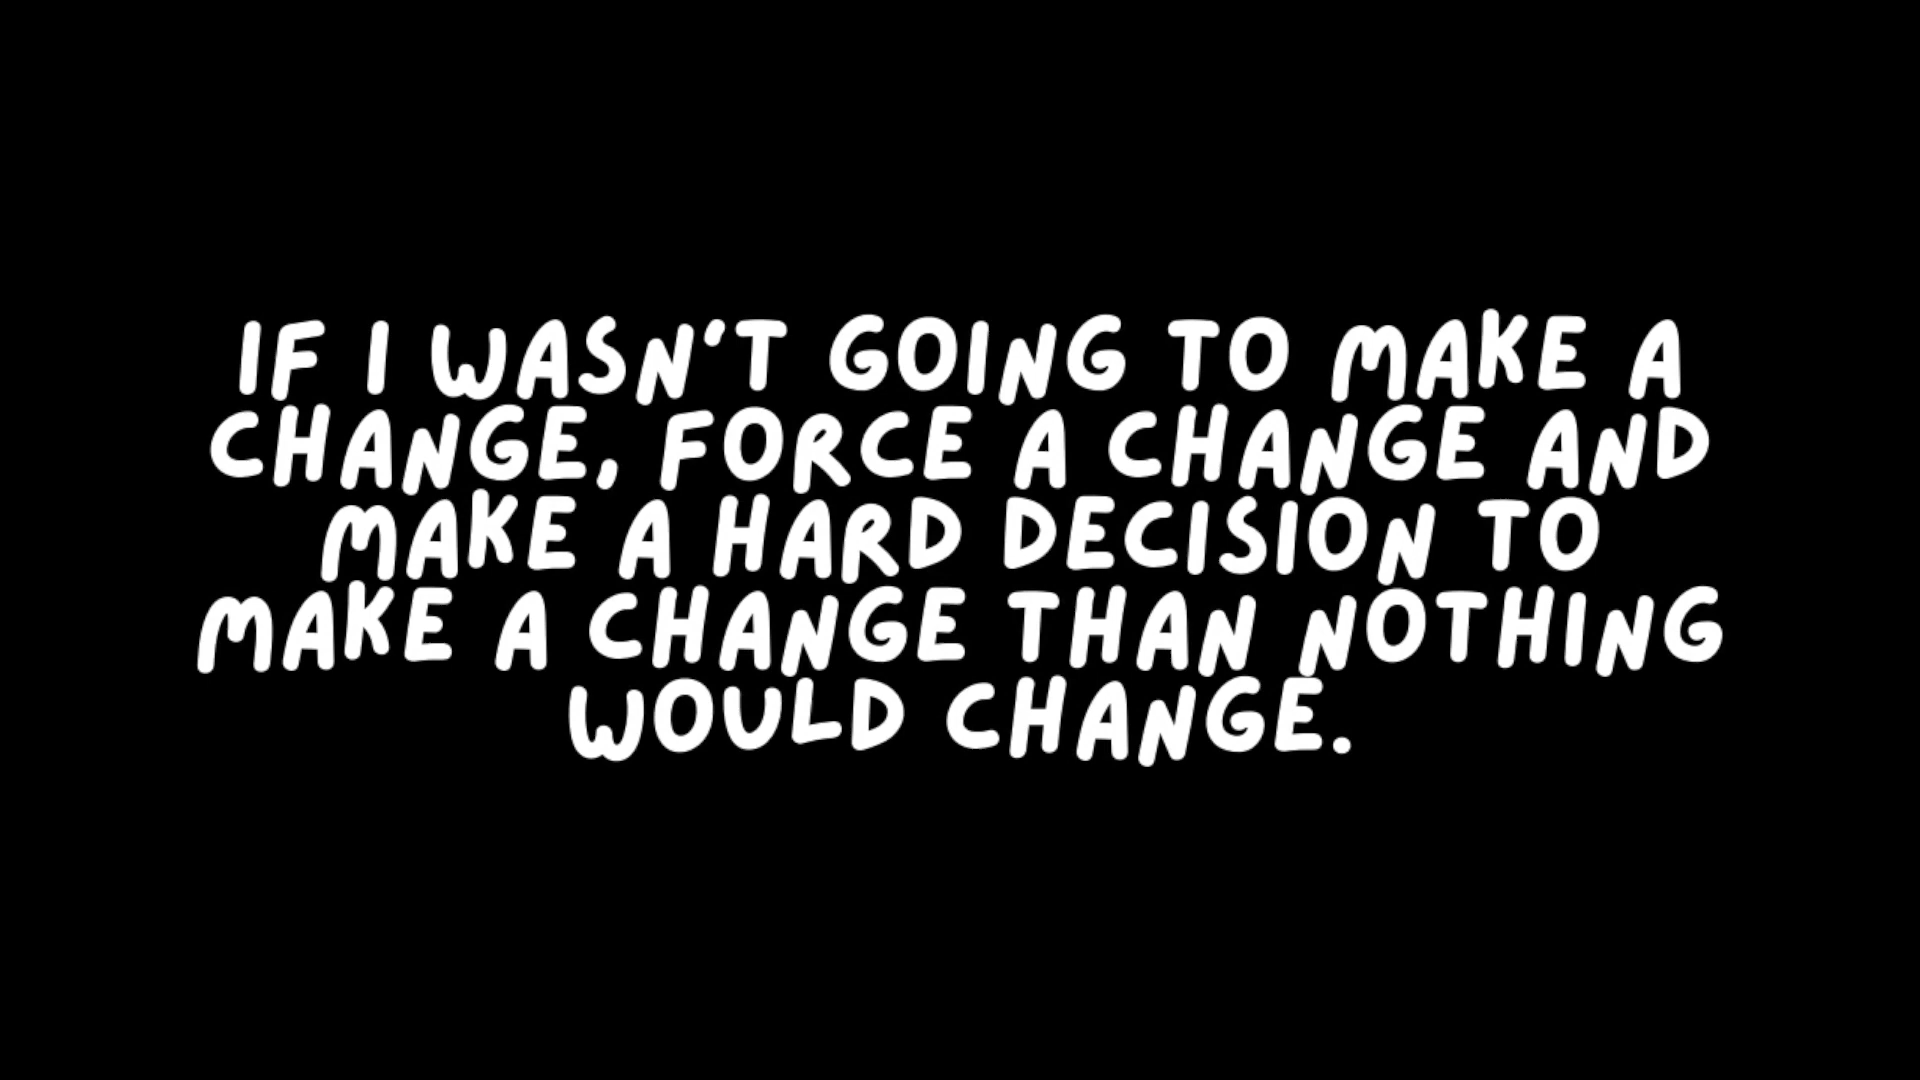 IF I WASN'T GOING TO MAKE A
CHANGE, FORCE A CHANGE AND
MAKE A HARD DECISION TO
MAKE A CHANGE THAN NOTHING
WOULD CHANGE.